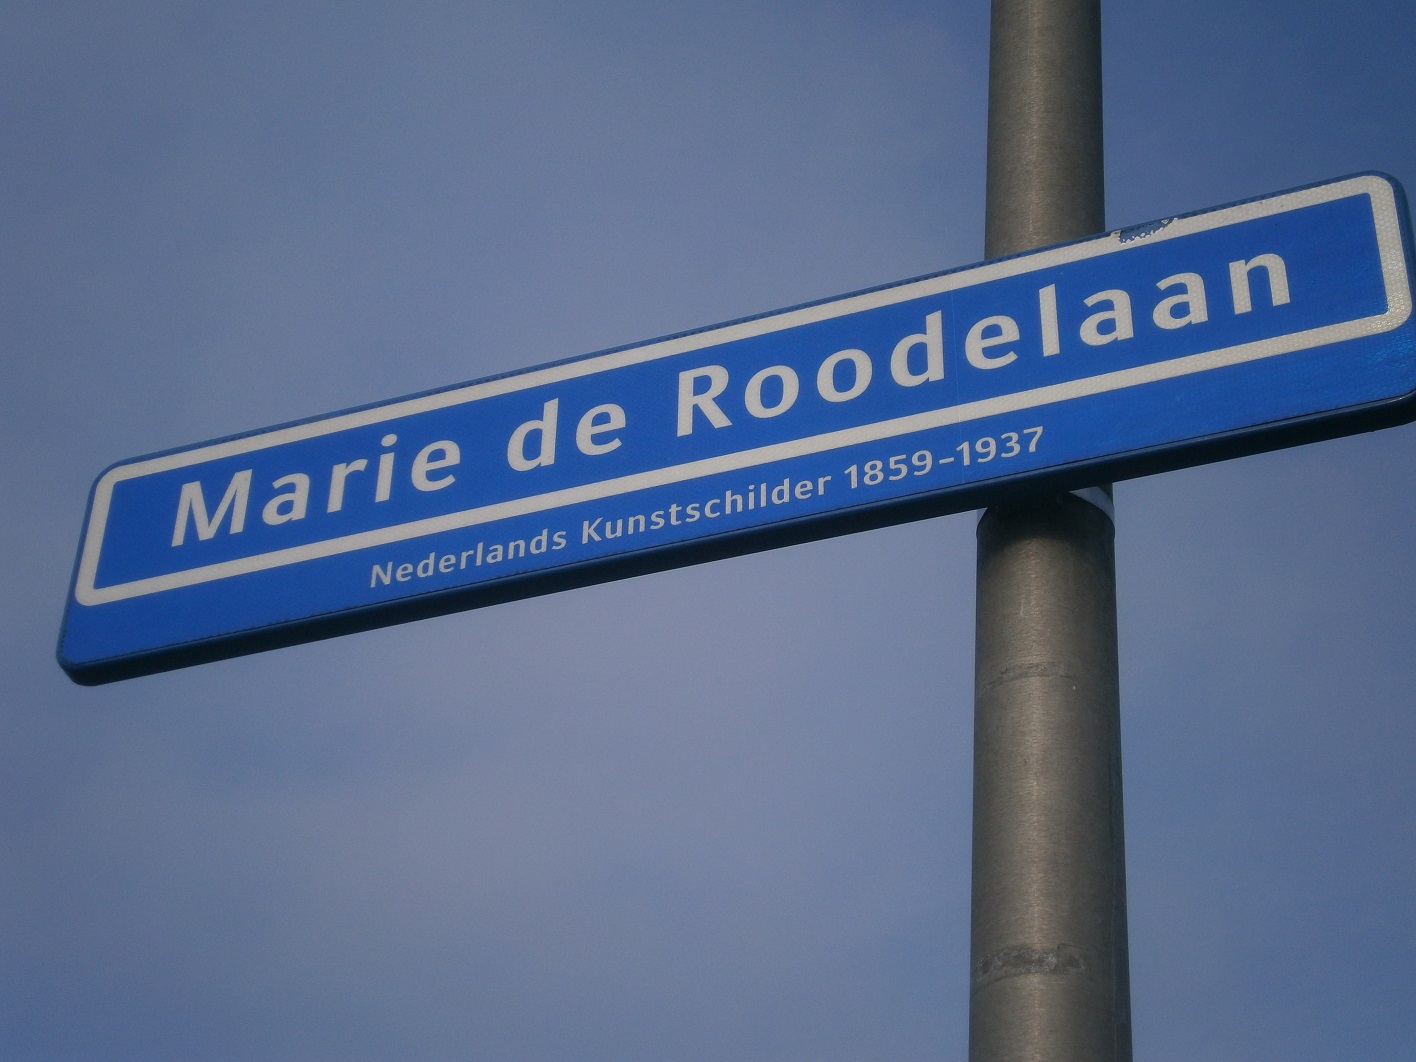 Marie de Roodelaan
Nederlands Kunstschilder 1859-1937